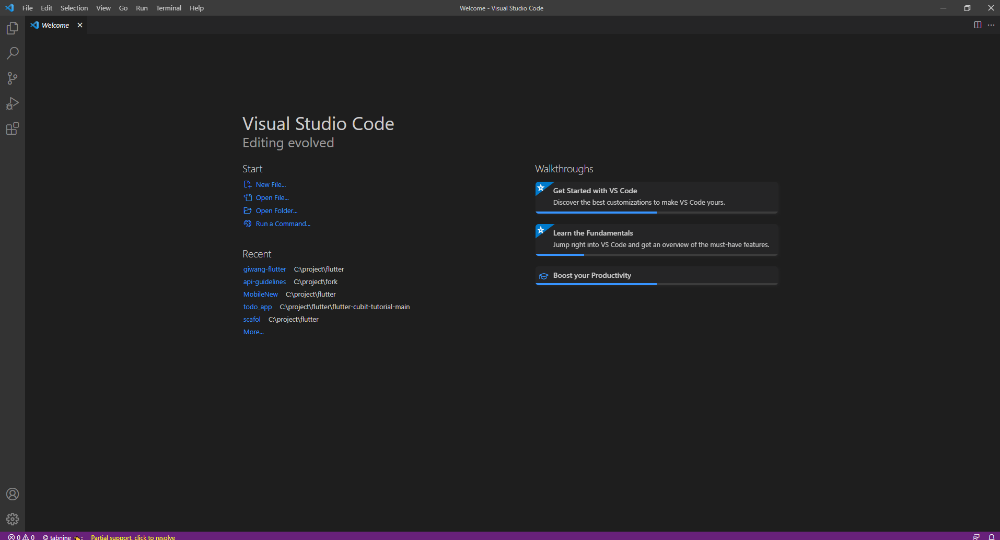 File Edit Selection View Go Run Terminal Help
Welcome - Visual Studio Code
Welcome
Visual Studio Code
Editing evolved
Start
New File...
Open File...
Open Folder...
Run a Command...
Recent
giwang-flutter C:\project\flutter
api-guidelines C:\project\fork
MobileNew C:\project\flutter
todo_app C:\project\flutter\flutter-cubit-tutorial-main
scafol C:\project\flutter
More...
Walkthroughs
Get Started with VS Code
Discover the best customizations to make VS Code yours.
Learn the Fundamentals
Jump right into VS Code and get an overview of the must-have features.
Boost your Productivity
0 0 tabnine : Partial support, click to resolve